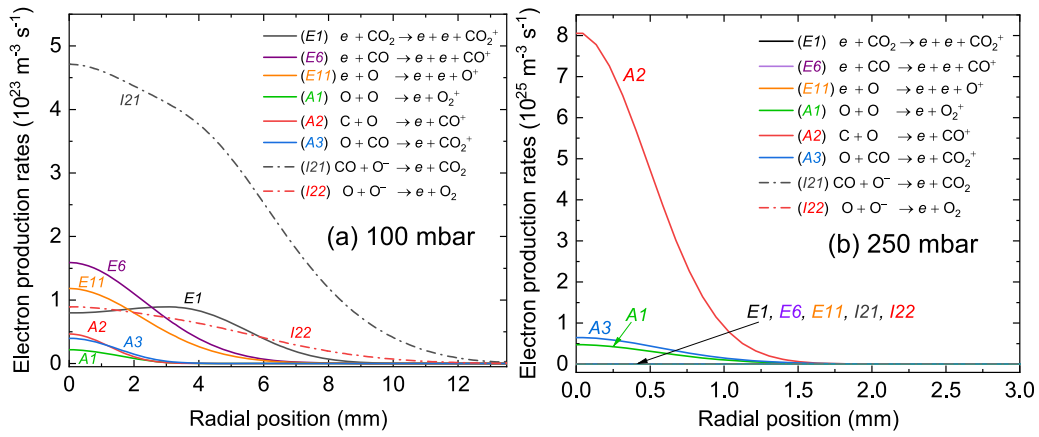 Electron production rates (10²³ m⁻³ s⁻¹)
5
4
3
2
1
0
(E1) e + CO₂ → e + e + CO₂⁺
(E6) e + CO → e + e + CO⁺
(E11) e + O → e + e + O⁺
(A1) O + O → e + O₂⁺
(A2) C + O → e + CO⁺
(A3) O + CO → e + CO₂⁺
(I21) CO + O⁻ → e + CO₂
(I22) O + O⁻ → e + O₂
I21
(a) 100 mbar
E6
E11
E1
A2
A3
I22
A1
0 2 4 6 8 10 12
Radial position (mm)
Electron production rates (10²⁵ m⁻³ s⁻¹)
8
7
6
5
4
3
2
1
0
(E1) e + CO₂ → e + e + CO₂⁺
(E6) e + CO → e + e + CO⁺
(E11) e + O → e + e + O⁺
(A1) O + O → e + O₂⁺
(A2) C + O → e + CO⁺
(A3) O + CO → e + CO₂⁺
(I21) CO + O⁻ → e + CO₂
(I22) O + O⁻ → e + O₂
A2
(b) 250 mbar
E1, E6, E11, I21, I22
A3
A1
0.0 0.5 1.0 1.5 2.0 2.5 3.0
Radial position (mm)